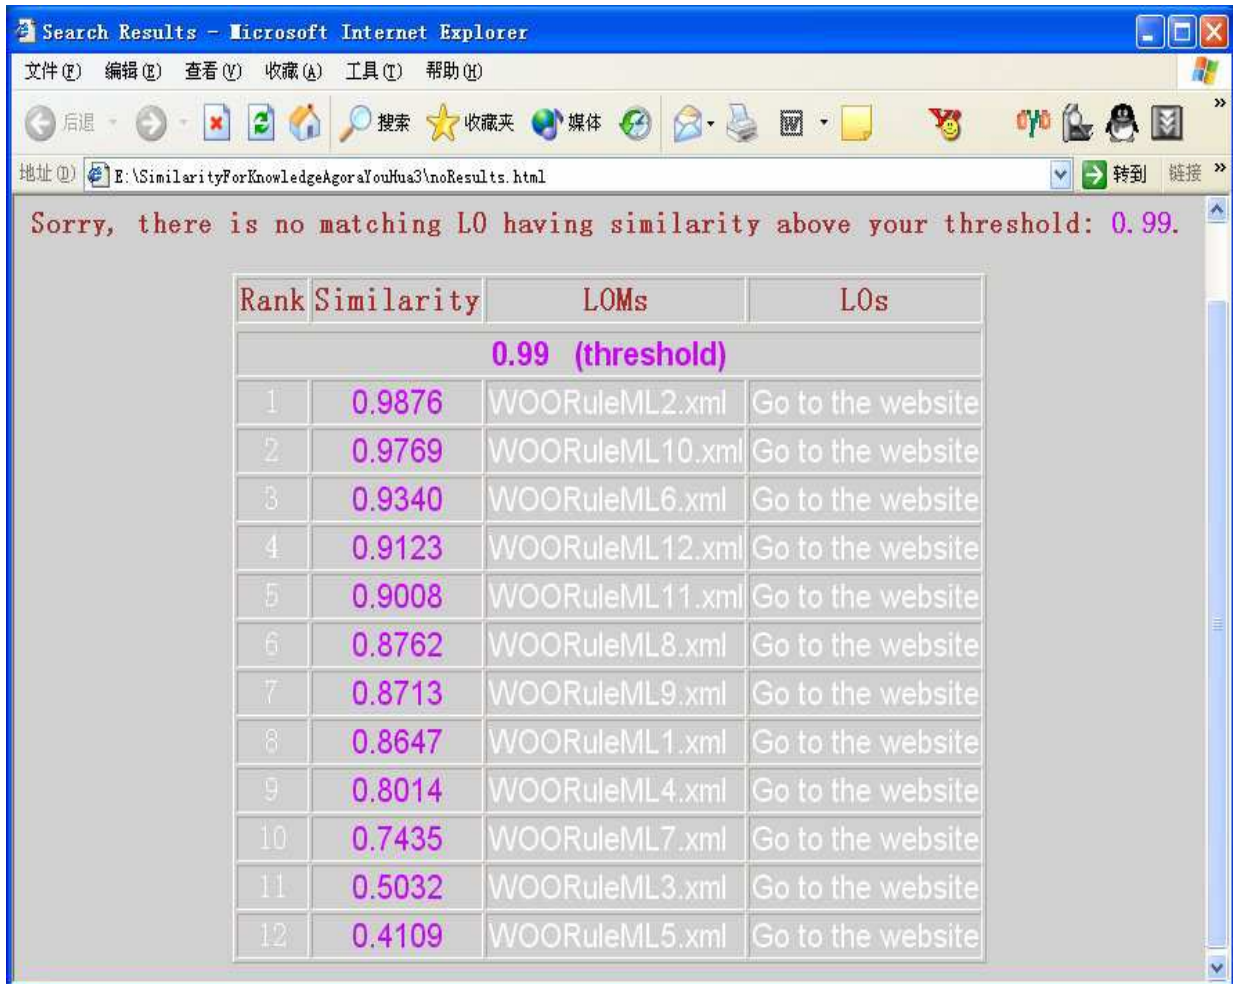 Search Results - Microsoft Internet Explorer
文件(F) 编辑(E) 查看(V) 收藏(A) 工具(T) 帮助(H)
后退 搜索 收藏夹 媒体 »
地址(D) E:\SimilarityForKnowledgeAgoraYouHua3\noResults.html 转到 链接 »
Sorry, there is no matching LO having similarity above your threshold: 0.99.
Rank Similarity LOMs LOs
0.99 (threshold)
1 0.9876 WOORuleML2.xml Go to the website
2 0.9769 WOORuleML10.xml Go to the website
3 0.9340 WOORuleML6.xml Go to the website
4 0.9123 WOORuleML12.xml Go to the website
5 0.9008 WOORuleML11.xml Go to the website
6 0.8762 WOORuleML8.xml Go to the website
7 0.8713 WOORuleML9.xml Go to the website
8 0.8647 WOORuleML1.xml Go to the website
9 0.8014 WOORuleML4.xml Go to the website
10 0.7435 WOORuleML7.xml Go to the website
11 0.5032 WOORuleML3.xml Go to the website
12 0.4109 WOORuleML5.xml Go to the website